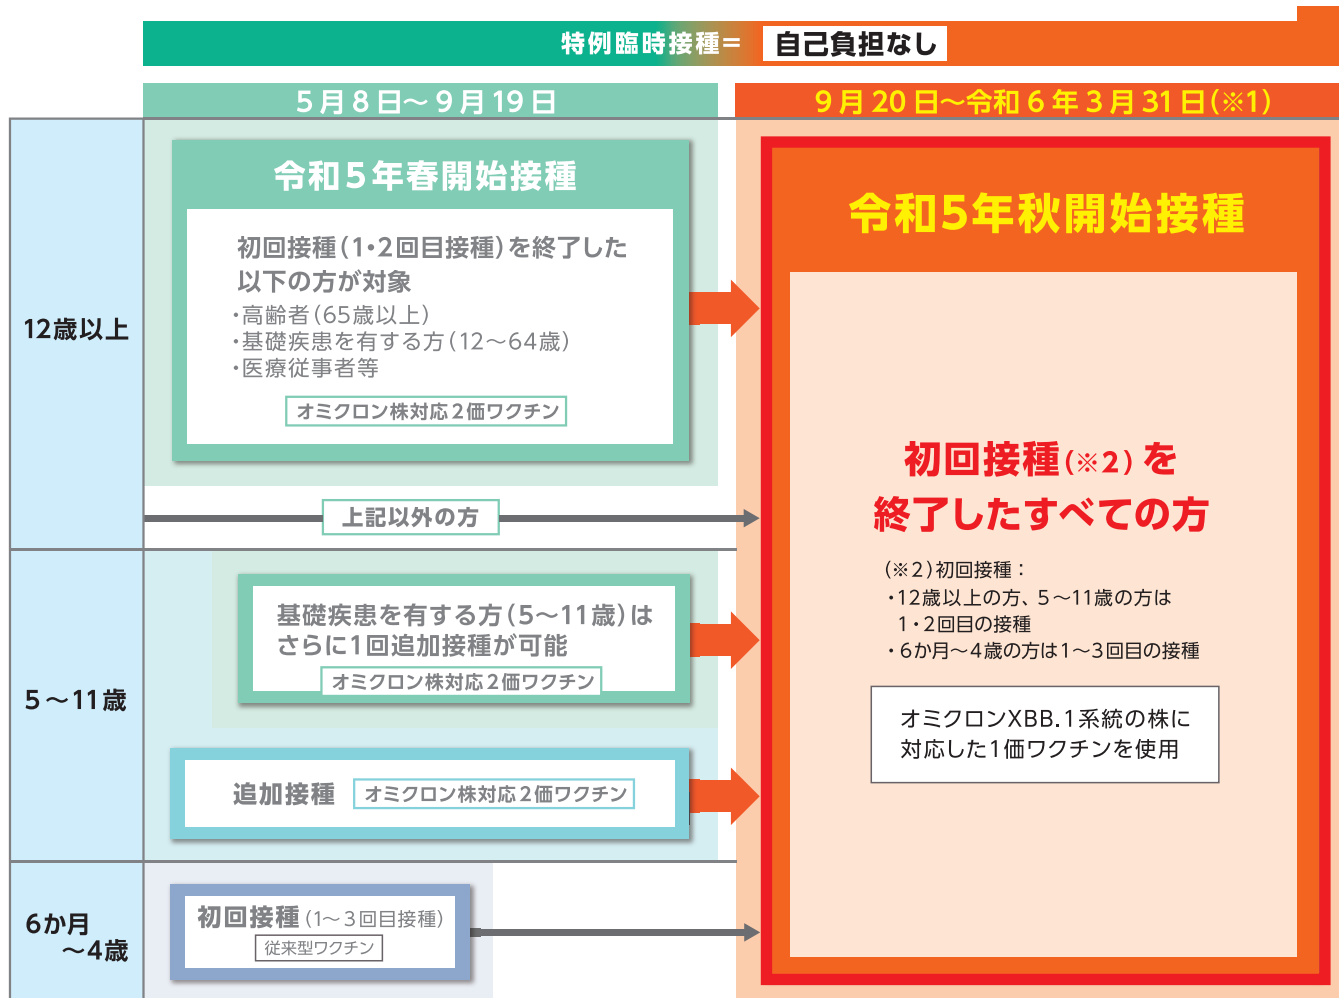 特例臨時接種＝ 自己負担なし
5月8日～9月19日
9月20日～令和6年3月31日(※1)
12歳以上
令和5年春開始接種
初回接種(1・2回目接種)を終了した
以下の方が対象
・高齢者(65歳以上)
・基礎疾患を有する方(12～64歳)
・医療従事者等
オミクロン株対応2価ワクチン
上記以外の方
5～11歳
基礎疾患を有する方(5～11歳)は
さらに1回追加接種が可能
オミクロン株対応2価ワクチン
追加接種 オミクロン株対応2価ワクチン
6か月
～4歳
初回接種(1～3回目接種)
従来型ワクチン
令和5年秋開始接種
初回接種(※2)を
終了したすべての方
(※2)初回接種：
・12歳以上の方、5～11歳の方は
1・2回目の接種
・6か月～4歳の方は1～3回目の接種
オミクロンXBB.1系統の株に
対応した1価ワクチンを使用